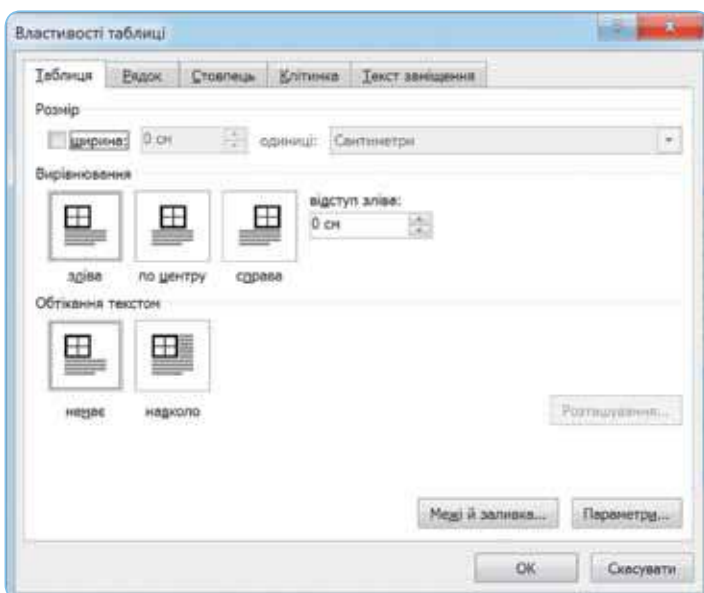 Властивості таблиці
Таблиця Рядок Стовпець Клітинка Текст заміщення
Розмір
ширина: 0 см одиниці: Сантиметри
Вирівнювання
відступ зліва:
0 см
зліва по центру справа
Обтікання текстом
немає навколо
Розташування...
Межі й заливка... Параметри...
ОК Скасувати